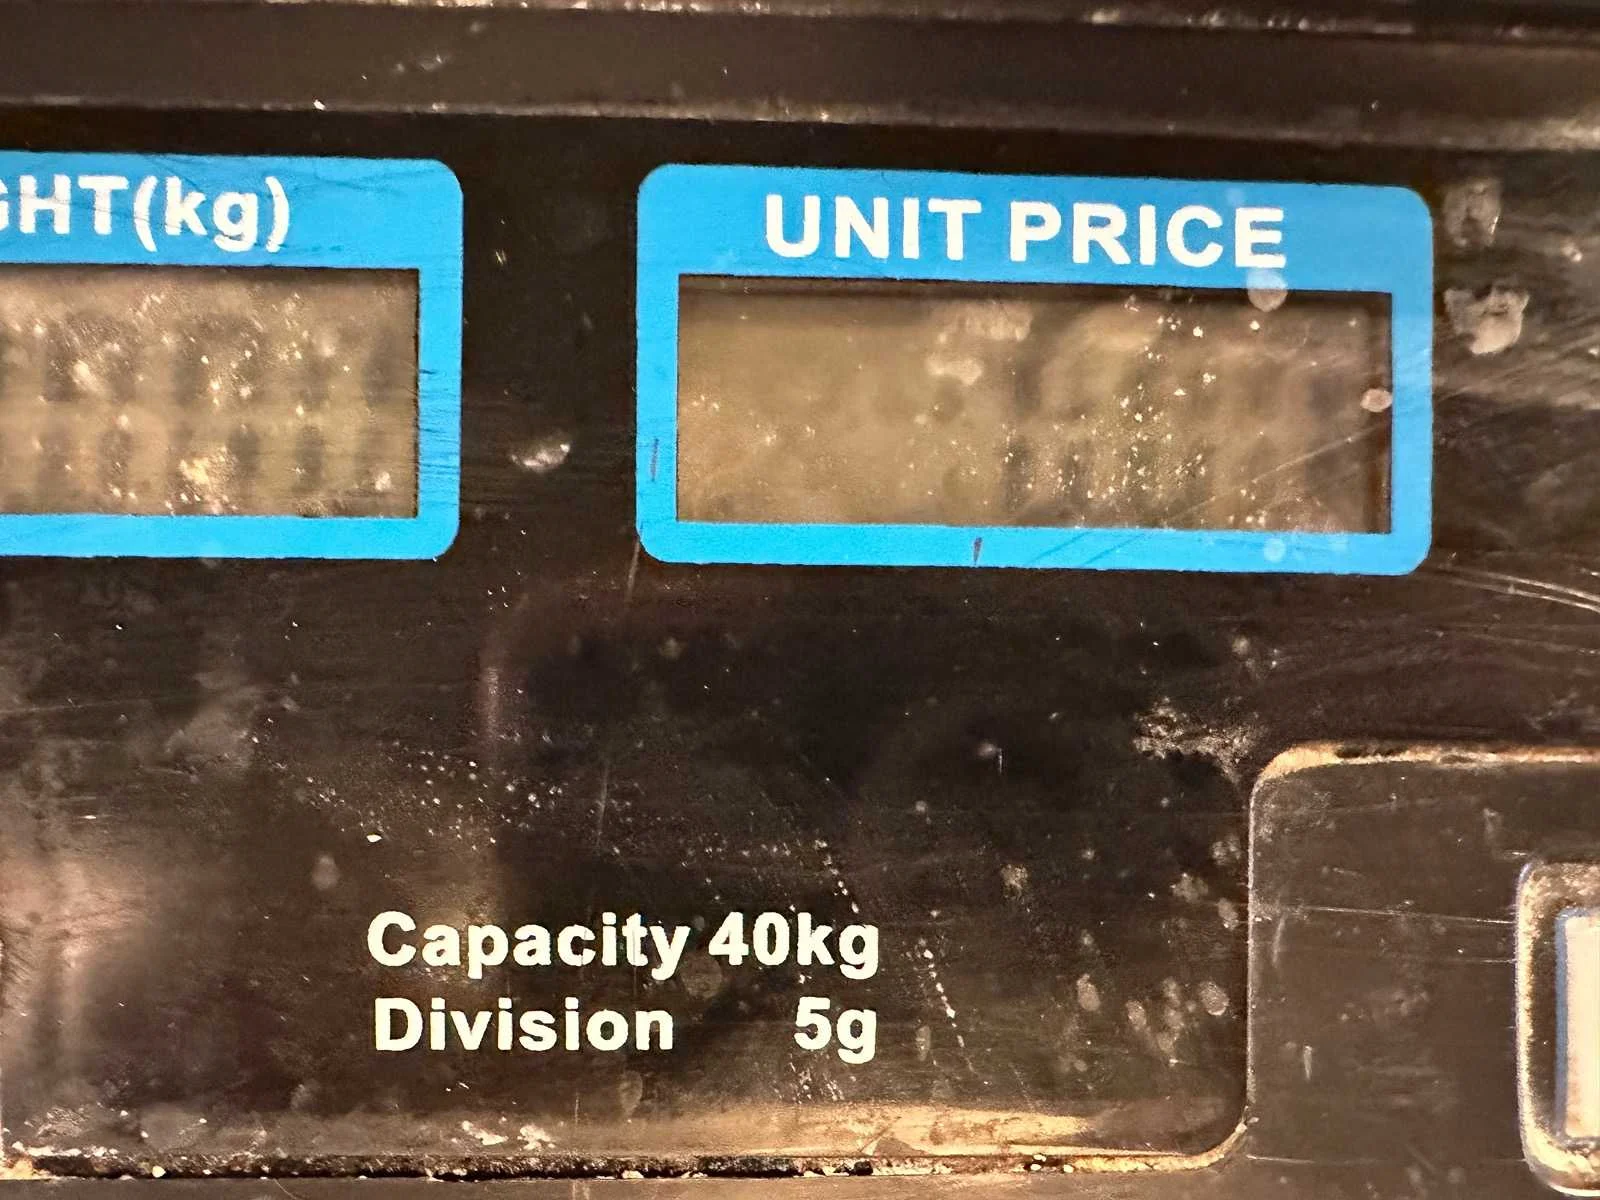 GHT(kg)
UNIT PRICE
Capacity 40kg
Division 5g